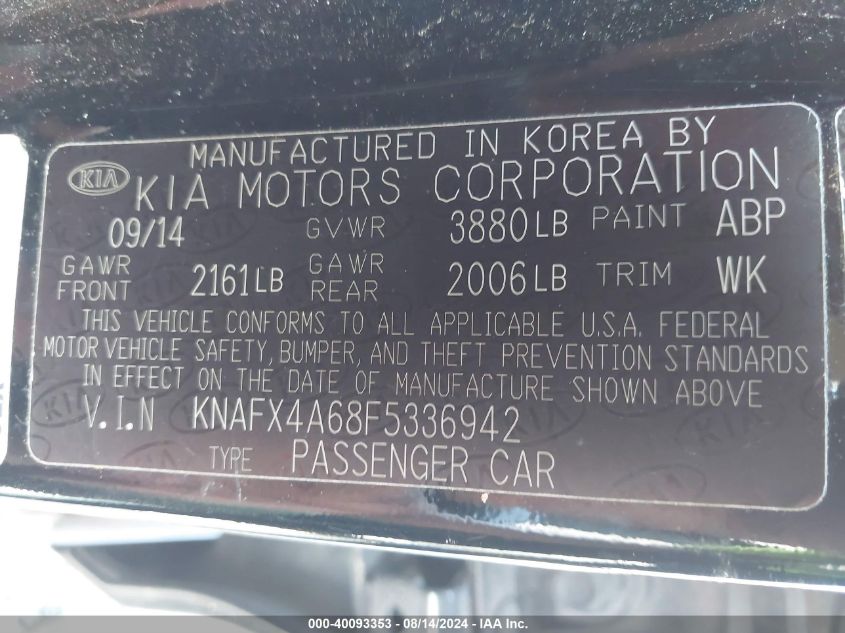 MANUFACTURED IN KOREA BY
KIA KIA MOTORS CORPORATION
09/14 GVWR 3880LB PAINT ABP
GAWR FRONT 2161LB GAWR REAR 2006LB TRIM WK
THIS VEHICLE CONFORMS TO ALL APPLICABLE U.S.A. FEDERAL
MOTOR VEHICLE SAFETY, BUMPER, AND THEFT PREVENTION STANDARDS
IN EFFECT ON THE DATE OF MANUFACTURE SHOWN ABOVE
V.I.N KNAFX4A68F5336942
TYPE PASSENGER CAR
000-40093353 - 08/14/2024 - IAA Inc.